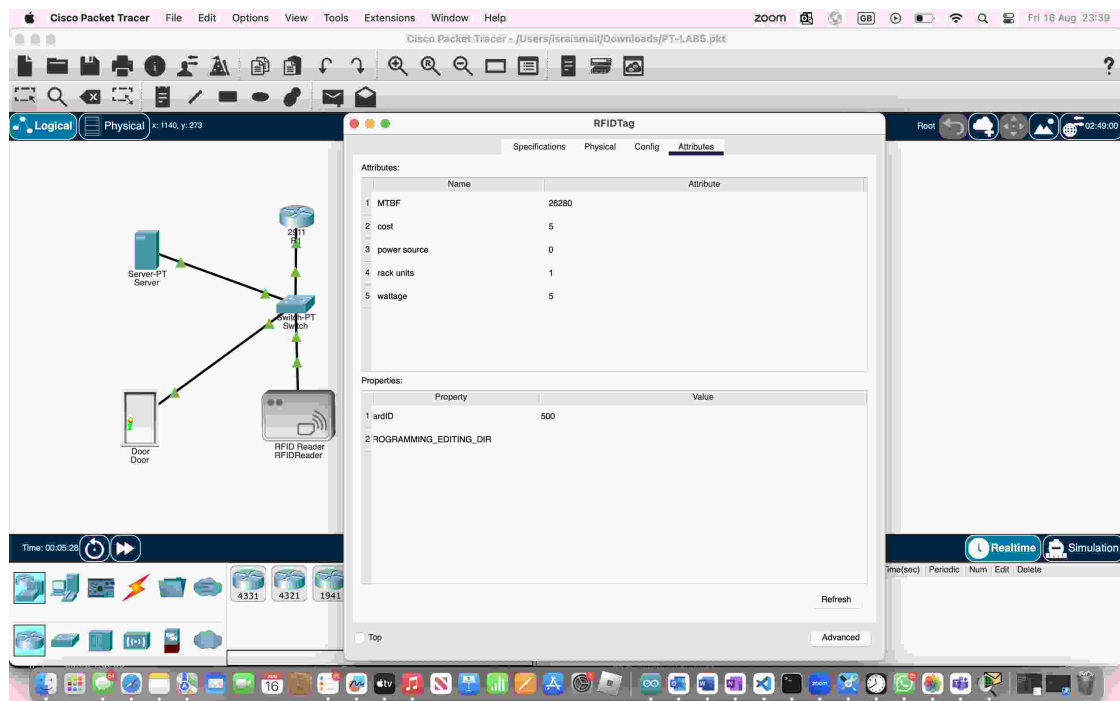 Cisco Packet Tracer File Edit Options View Tools Extensions Window Help zoom GB Fri 16 Aug 23:39
Cisco Packet Tracer - /Users/israismail/Downloads/PT-LAB5.pkt
?
Logical Physical x: 1140, y: 273 RFIDTag Root 02:49:00
Specifications Physical Config Attributes
Attributes:
Name Attribute
1 MTBF 26280
2 cost 5
3 power source 0
4 rack units 1
5 wattage 5
2911
R1
Server-PT
Server
Switch-PT
Switch
Properties:
Property Value
1 ardID 500
2 ROGRAMMING_EDITING_DIR
Door
Door
RFID Reader
RFIDReader
Time: 00:05:28 Realtime Simulation
4331 4321 1941
Time(sec) Periodic Num Edit Delete
Refresh
Top Advanced
16 tv zoom